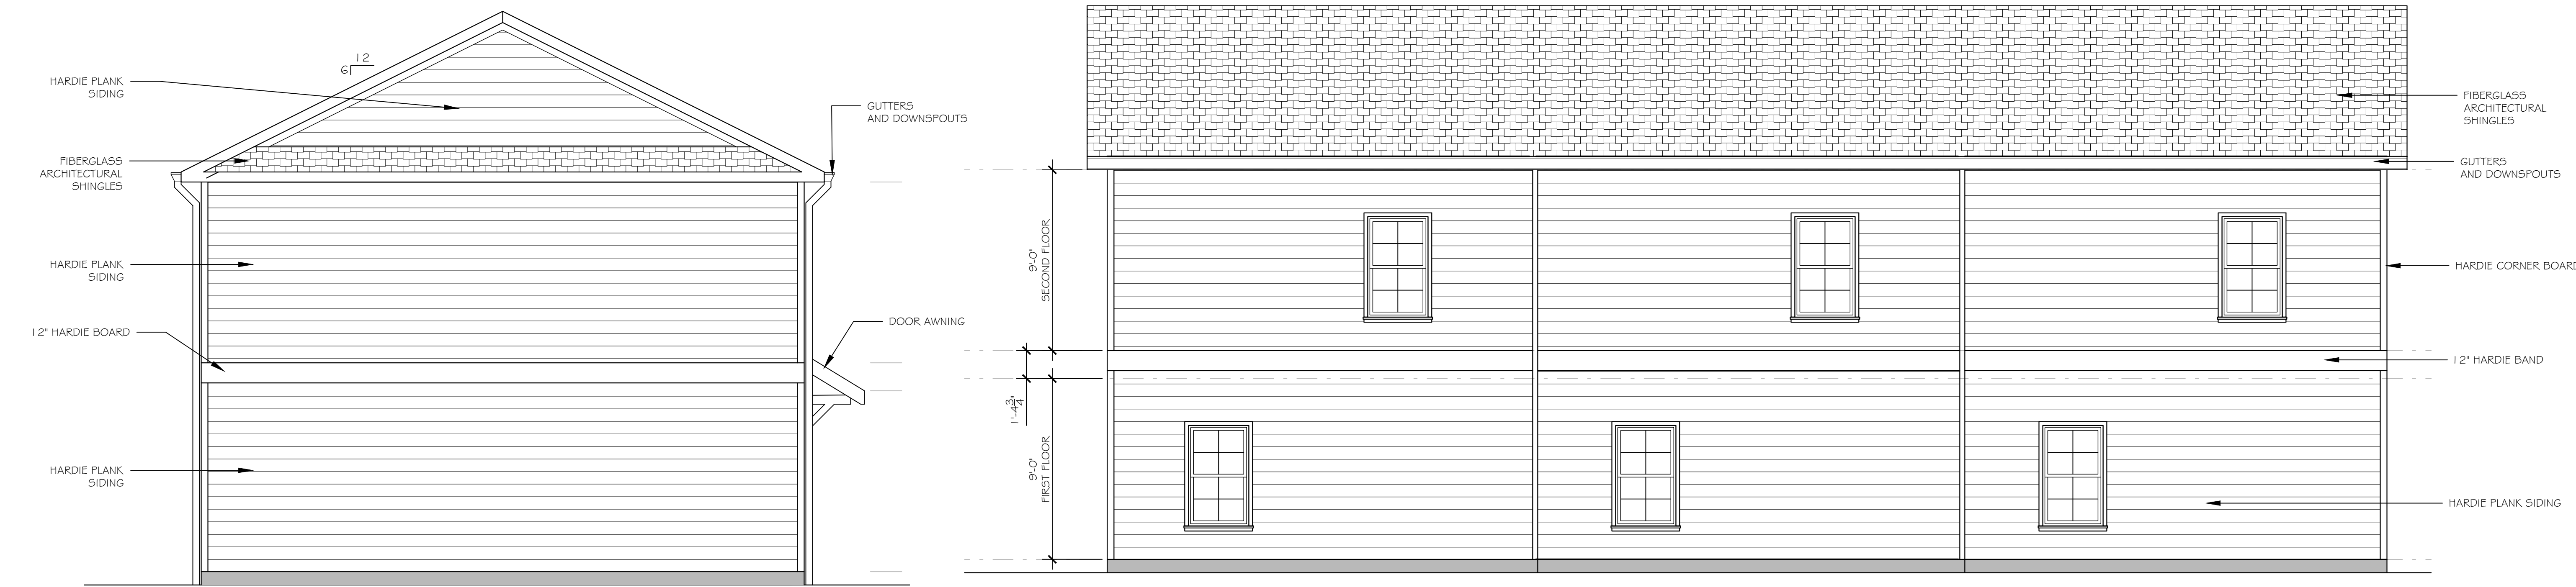 12
6
HARDIE PLANK
SIDING
GUTTERS
AND DOWNSPOUTS
FIBERGLASS
ARCHITECTURAL
SHINGLES
HARDIE PLANK
SIDING
12" HARDIE BOARD
DOOR AWNING
HARDIE PLANK
SIDING
9'-0"
SECOND FLOOR
1'-4 3/4"
9'-0"
FIRST FLOOR
FIBERGLASS
ARCHITECTURAL
SHINGLES
GUTTERS
AND DOWNSPOUTS
HARDIE CORNER BOARD
12" HARDIE BAND
HARDIE PLANK SIDING